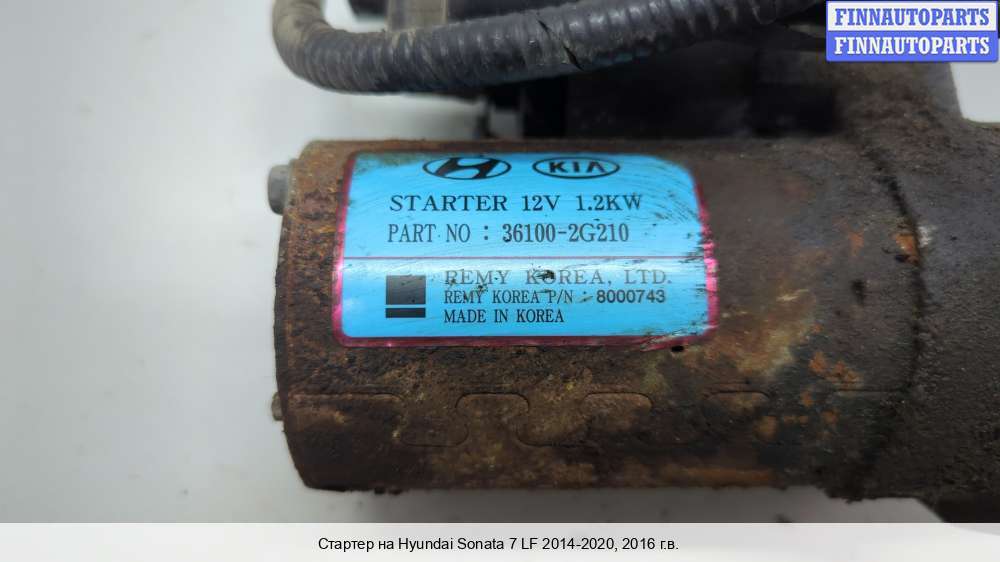 FINNAUTOPARTS
FINNAUTOPARTS
KIA
STARTER 12V 1.2KW
PART NO : 36100-2G210
REMY KOREA, LTD.
REMY KOREA P/N : 8000743
MADE IN KOREA
Стартер на Hyundai Sonata 7 LF 2014-2020, 2016 г.в.